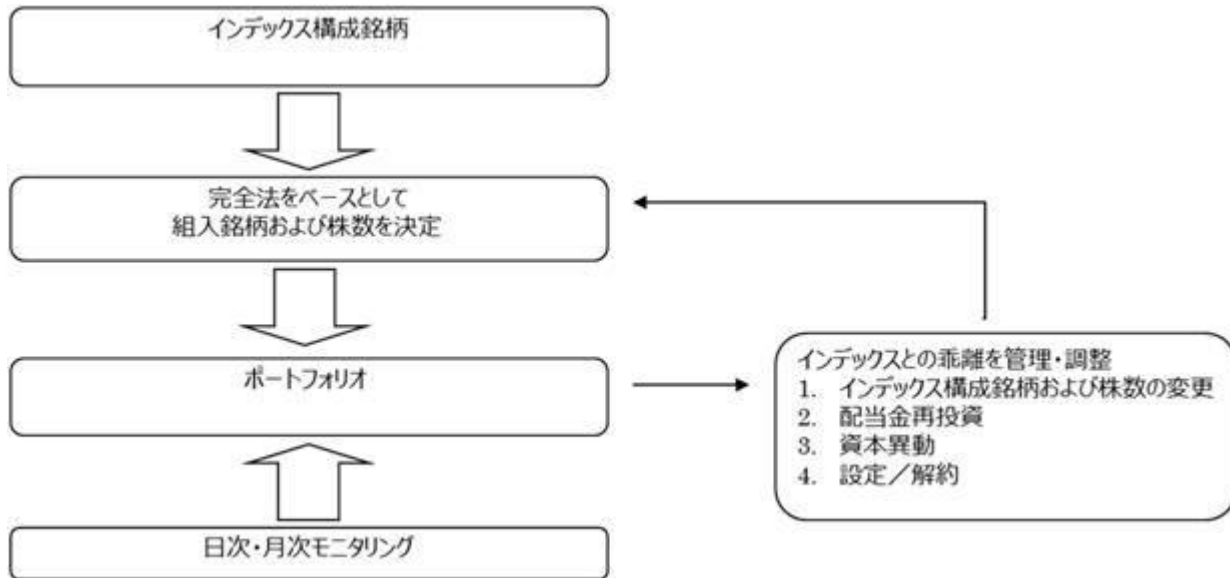 インデックス構成銘柄
完全法をベースとして
組入銘柄および株数を決定
ポートフォリオ
インデックスとの乖離を管理・調整
1. インデックス構成銘柄および株数の変更
2. 配当金再投資
3. 資本異動
4. 設定／解約
日次・月次モニタリング